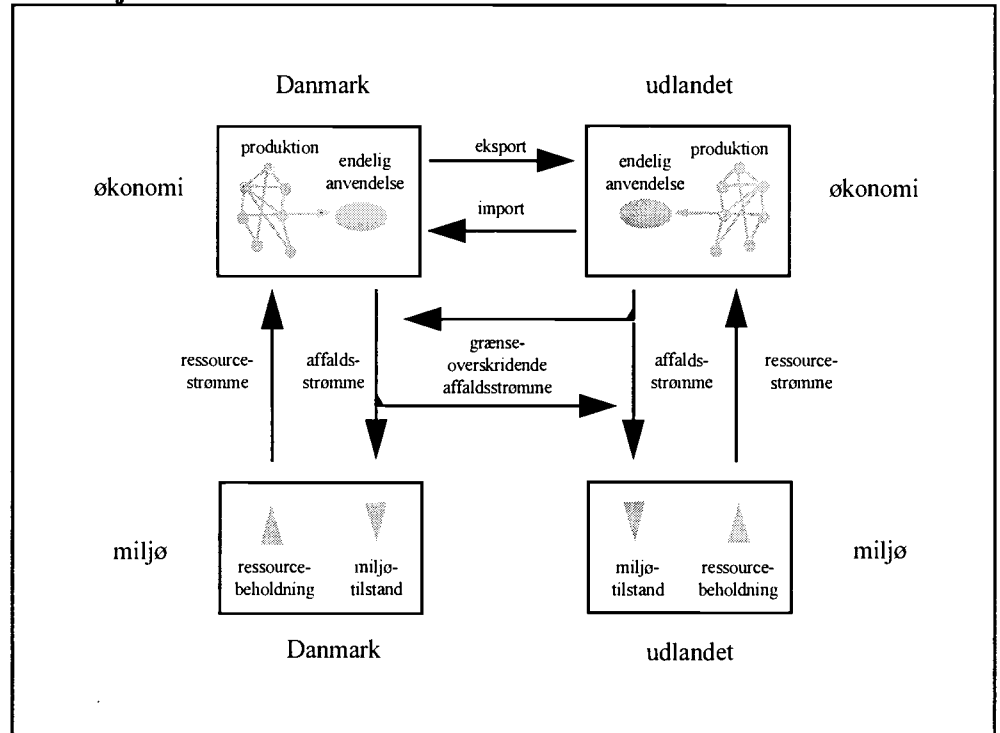 Danmark
udlandet
økonomi
produktion
endelig
anvendelse
eksport
import
endelig
anvendelse
produktion
økonomi
ressource-
strømme
affalds-
strømme
grænse-
overskridende
affaldsstrømme
affalds-
strømme
ressource-
strømme
miljø
ressource-
beholdning
miljø-
tilstand
miljø-
tilstand
ressource-
beholdning
miljø
Danmark
udlandet